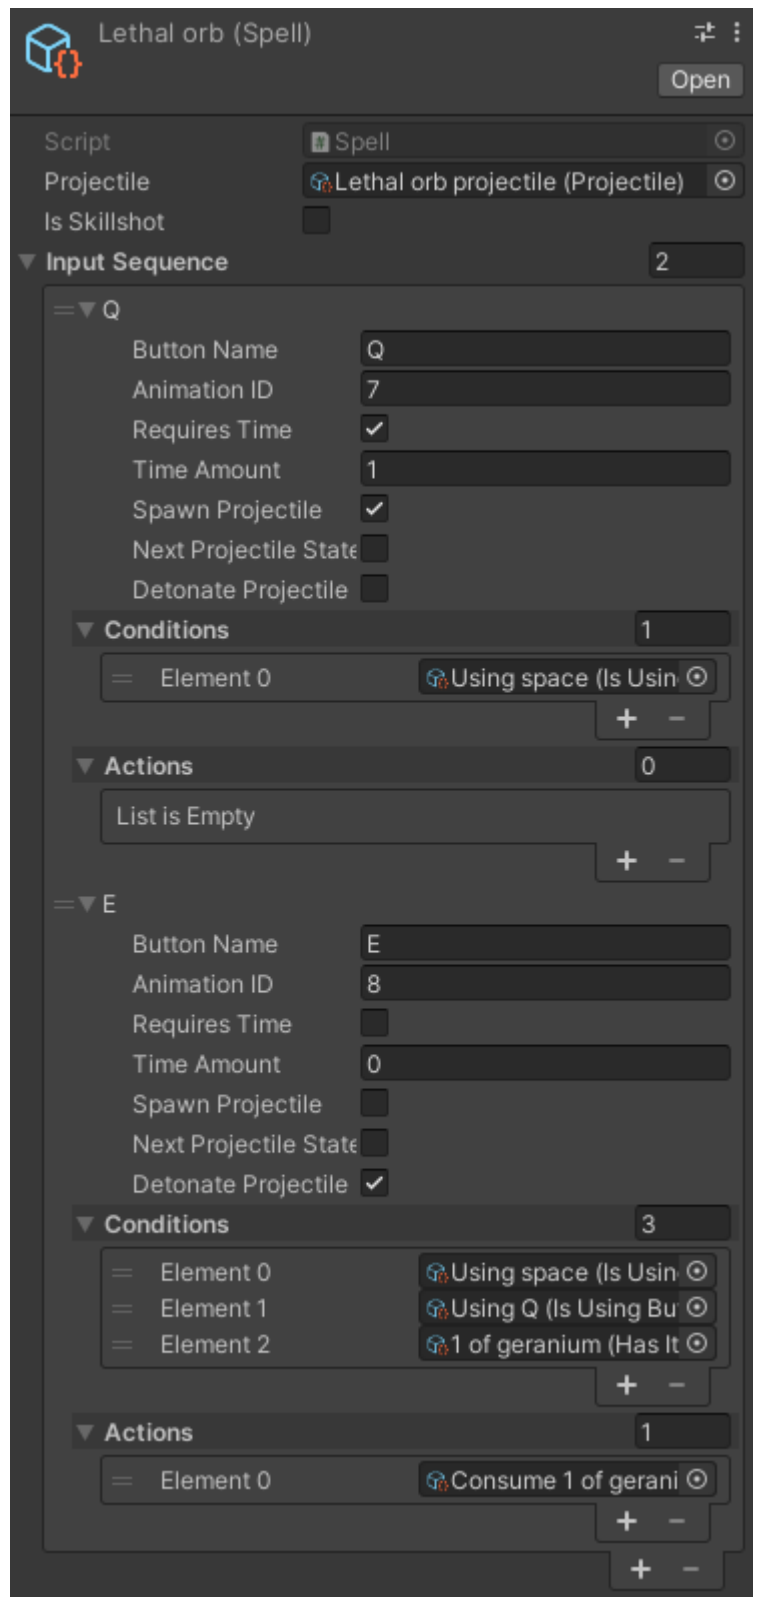 Lethal orb (Spell)
Open
Script Spell
Projectile Lethal orb projectile (Projectile)
Is Skillshot
Input Sequence 2
Q
Button Name Q
Animation ID 7
Requires Time
Time Amount 1
Spawn Projectile
Next Projectile State
Detonate Projectile
Conditions 1
Element 0 Using space (Is Usin
Actions 0
List is Empty
E
Button Name E
Animation ID 8
Requires Time
Time Amount 0
Spawn Projectile
Next Projectile State
Detonate Projectile
Conditions 3
Element 0 Using space (Is Usin
Element 1 Using Q (Is Using Bu
Element 2 1 of geranium (Has It
Actions 1
Element 0 Consume 1 of gerani